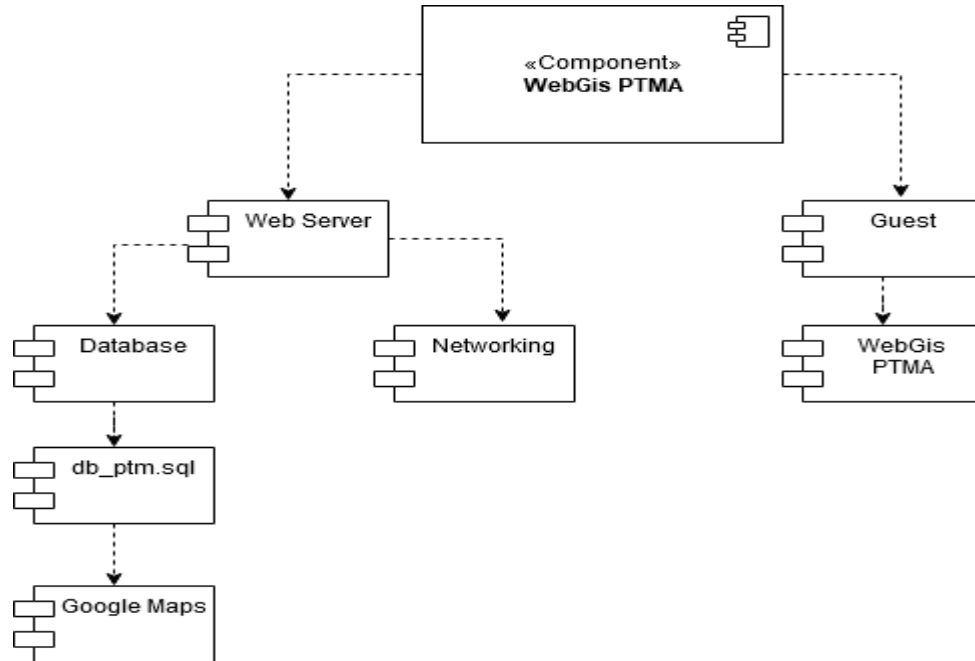 «Component»
WebGis PTMA
Web Server
Guest
Database
Networking
WebGis
PTMA
db_ptm.sql
Google Maps